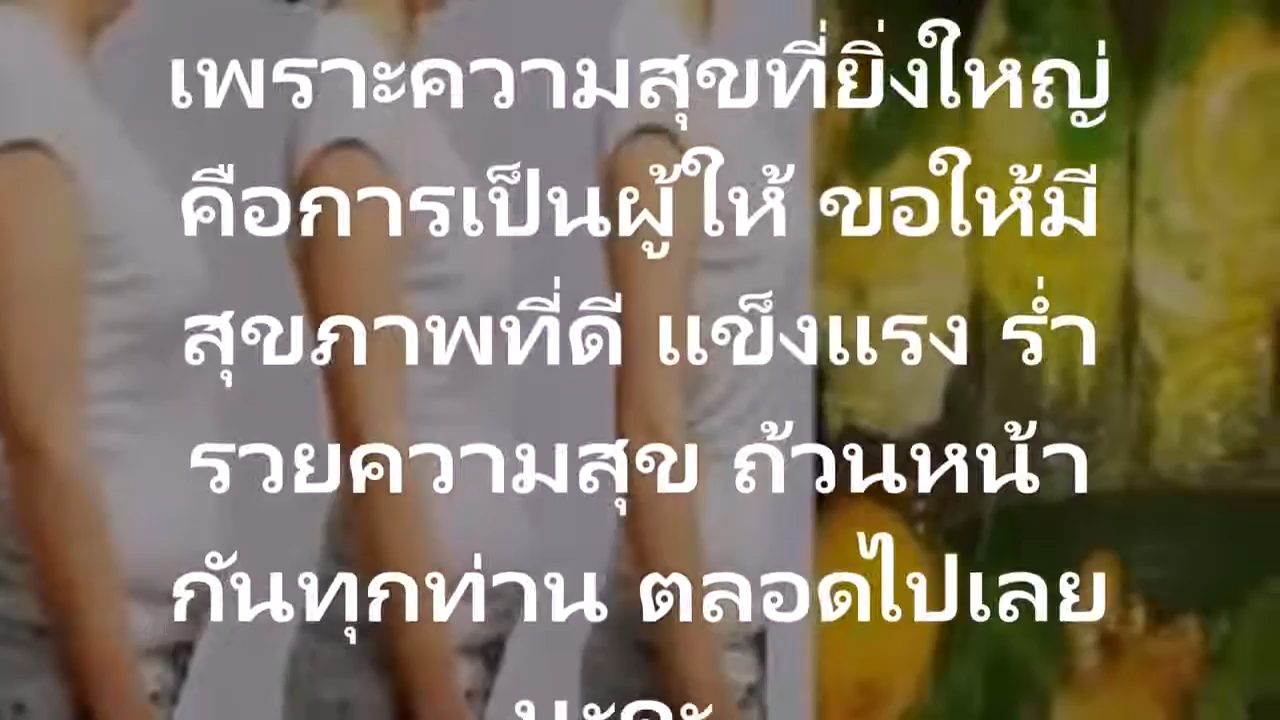 เพราะความสุขที่ยิ่งใหญ่
คือการเป็นผู้ให้ ขอให้มี
สุขภาพที่ดี แข็งแรง ร่ำ
รวยความสุข ถ้วนหน้า
กันทุกท่าน ตลอดไปเลย